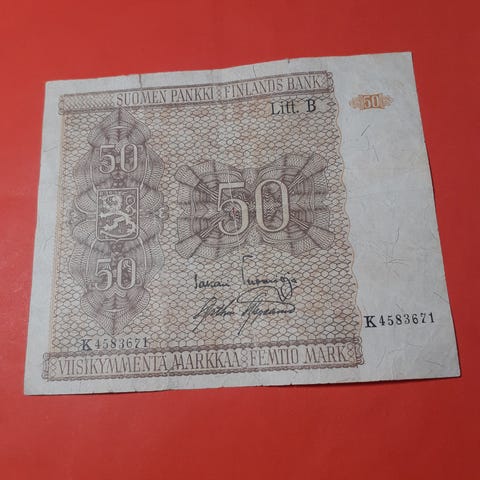 SUOMEN PANKKI FINLANDS BANK
Litt. B
50
50
50
50
K4583671
K4583671
VIISIKYMMENTÄ MARKKAA FEMTIO MARK